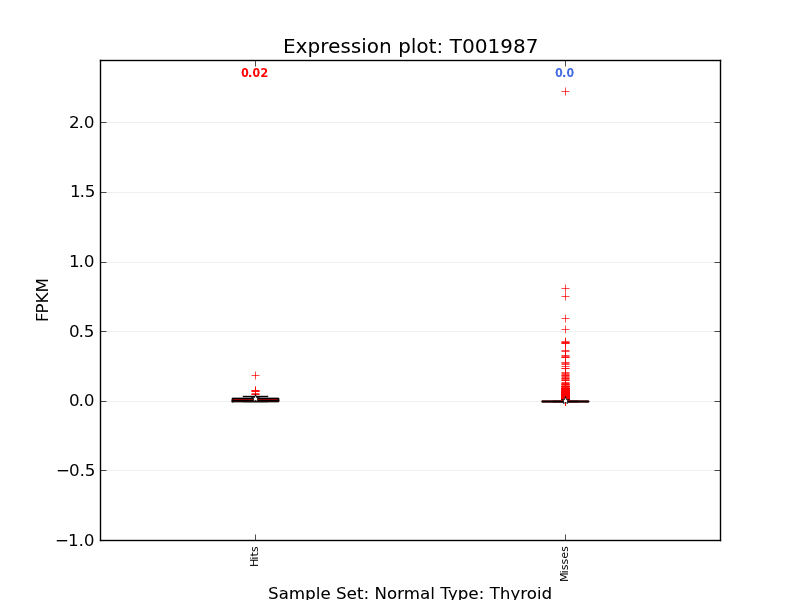 Expression plot: T001987
0.02
0.0
2.0
1.5
1.0
0.5
0.0
−0.5
−1.0
FPKM
Hits
Misses
Sample Set: Normal Type: Thyroid